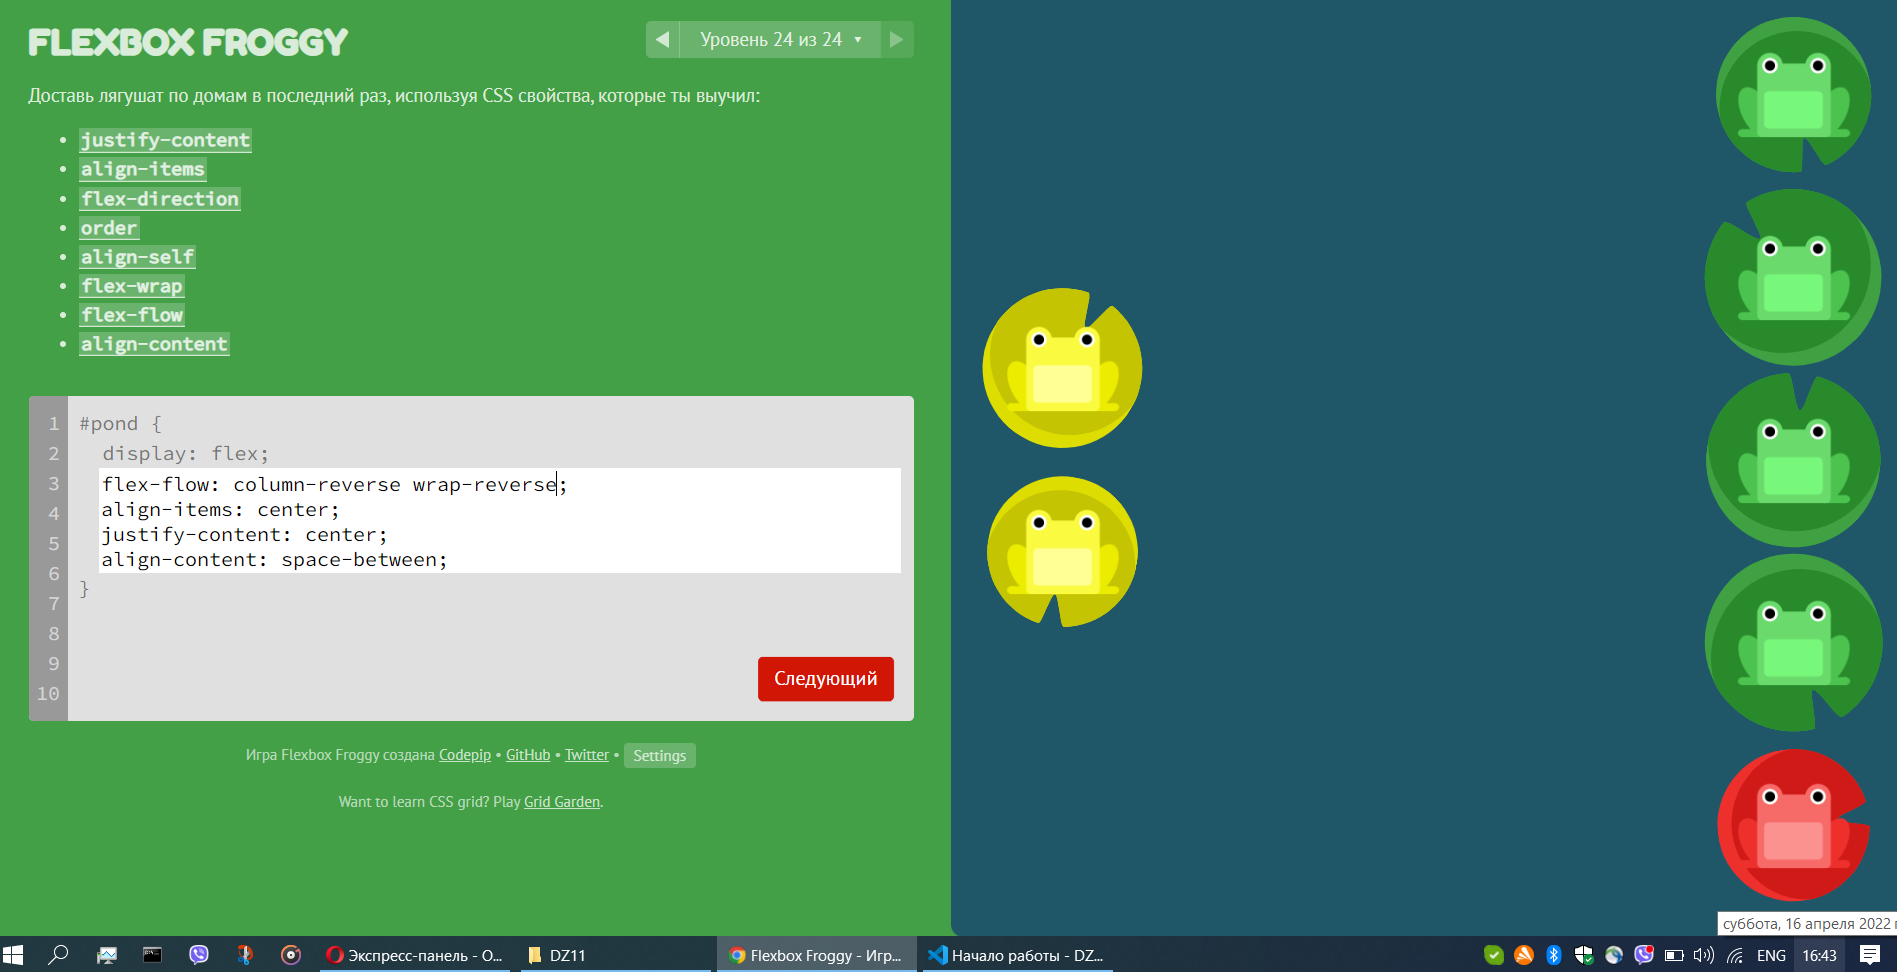 FLEXBOX FROGGY
Уровень 24 из 24
Доставь лягушат по домам в последний раз, используя CSS свойства, которые ты выучил:
justify-content
align-items
flex-direction
order
align-self
flex-wrap
flex-flow
align-content
1 #pond {
2 display: flex;
3 flex-flow: column-reverse wrap-reverse;
4 align-items: center;
5 justify-content: center;
6 align-content: space-between;
7 }
8
9
10
Следующий
Игра Flexbox Froggy создана Codepip • GitHub • Twitter • Settings
Want to learn CSS grid? Play Grid Garden.
суббота, 16 апреля 2022
Экспресс-панель - О...
DZ11
Flexbox Froggy - Игр...
Начало работы - DZ...
ENG
16:43